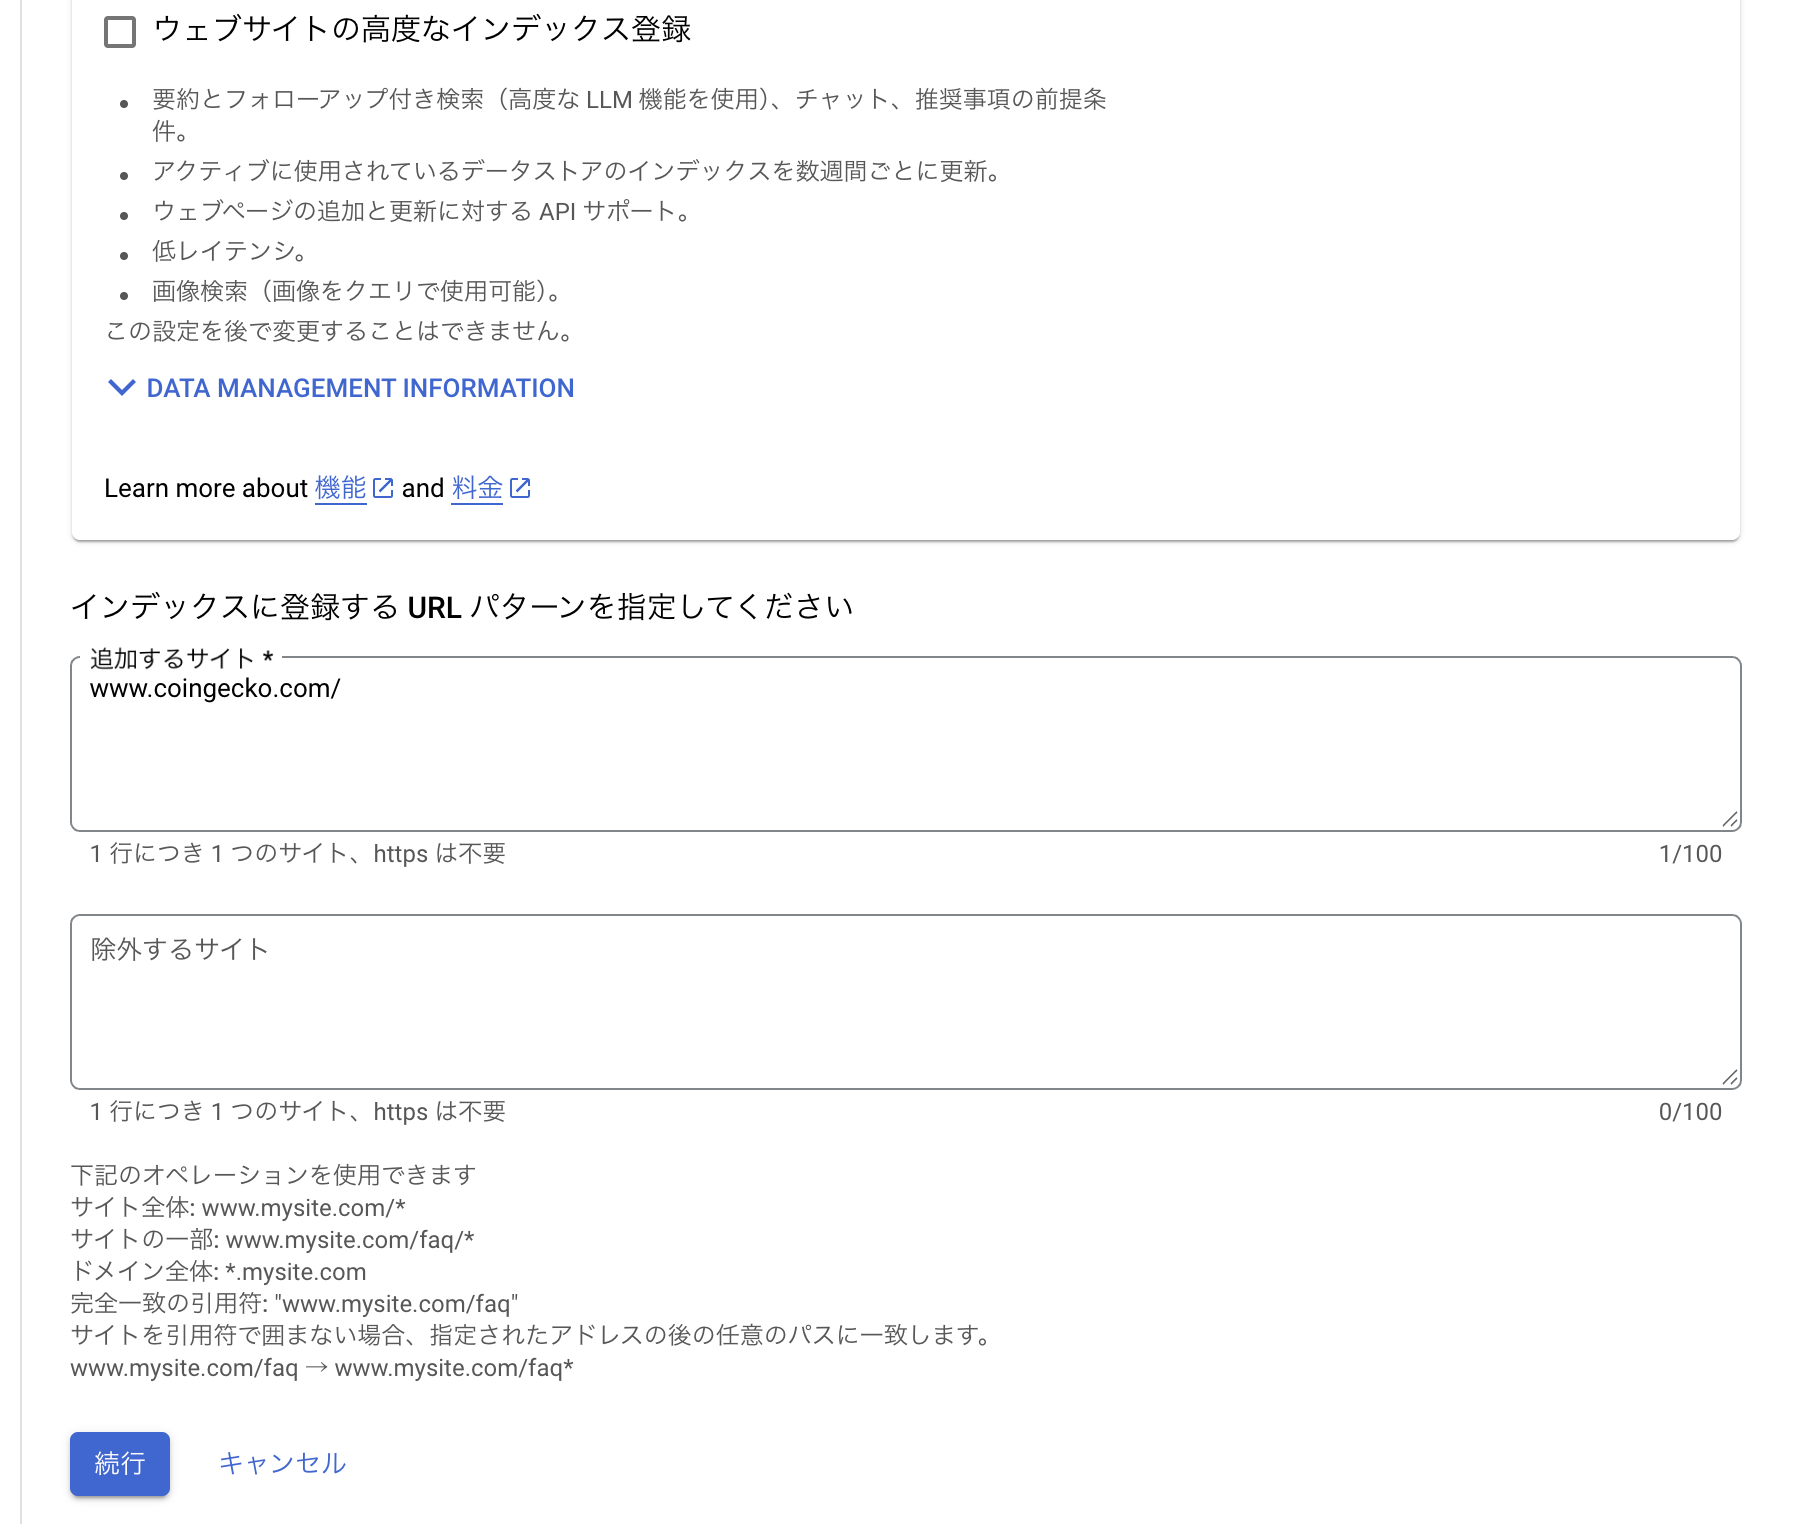 ウェブサイトの高度なインデックス登録
要約とフォローアップ付き検索（高度な LLM 機能を使用）、チャット、推奨事項の前提条
件。
アクティブに使用されているデータストアのインデックスを数週間ごとに更新。
ウェブページの追加と更新に対する API サポート。
低レイテンシ。
画像検索（画像をクエリで使用可能）。
この設定を後で変更することはできません。
DATA MANAGEMENT INFORMATION
Learn more about 機能 and 料金
インデックスに登録する URL パターンを指定してください
追加するサイト *
www.coingecko.com/
1 行につき 1 つのサイト、https は不要 1/100
除外するサイト
1 行につき 1 つのサイト、https は不要 0/100
下記のオペレーションを使用できます
サイト全体: www.mysite.com/*
サイトの一部: www.mysite.com/faq/*
ドメイン全体: *.mysite.com
完全一致の引用符: "www.mysite.com/faq"
サイトを引用符で囲まない場合、指定されたアドレスの後の任意のパスに一致します。
www.mysite.com/faq → www.mysite.com/faq*
続行 キャンセル